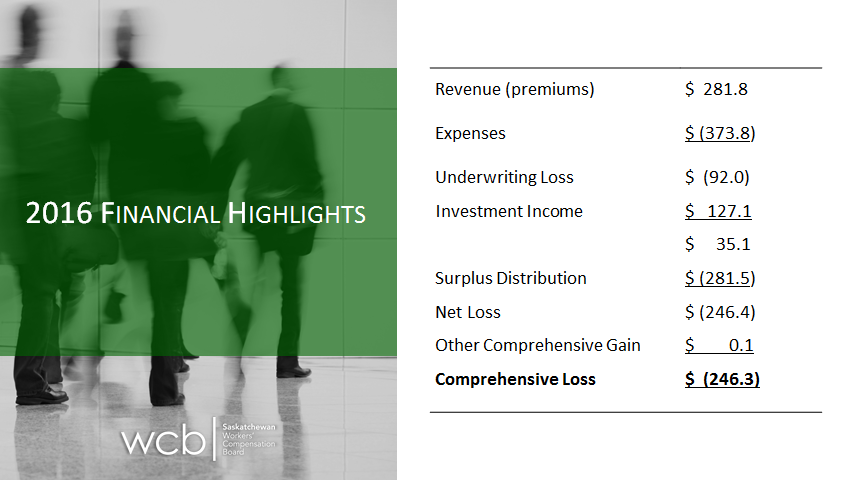 2016 FINANCIAL HIGHLIGHTS
wcb
Saskatchewan
Workers'
Compensation
Board
Revenue (premiums) $ 281.8
Expenses $ (373.8)
Underwriting Loss $ (92.0)
Investment Income $ 127.1
$ 35.1
Surplus Distribution $ (281.5)
Net Loss $ (246.4)
Other Comprehensive Gain $ 0.1
Comprehensive Loss $ (246.3)